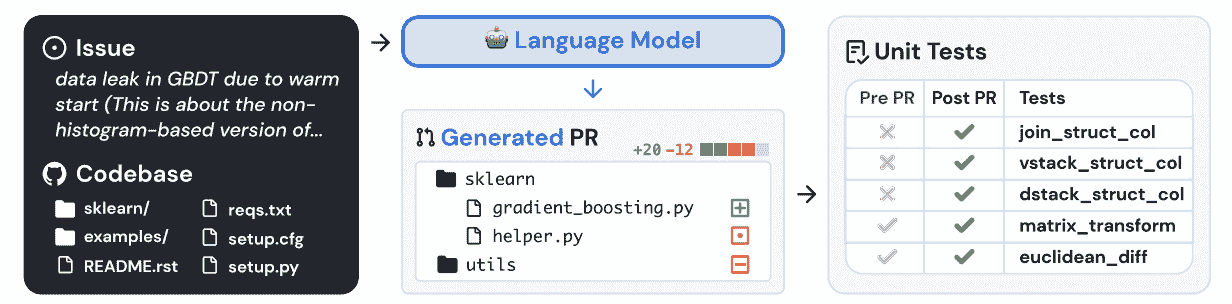 Issue
data leak in GBDT due to warm
start (This is about the non-
histogram-based version of...
Codebase
sklearn/
reqs.txt
examples/
setup.cfg
README.rst
setup.py
Language Model
Generated PR
+20 -12
sklearn
gradient_boosting.py
helper.py
utils
Unit Tests
Pre PR Post PR Tests
join_struct_col
vstack_struct_col
dstack_struct_col
matrix_transform
euclidean_diff